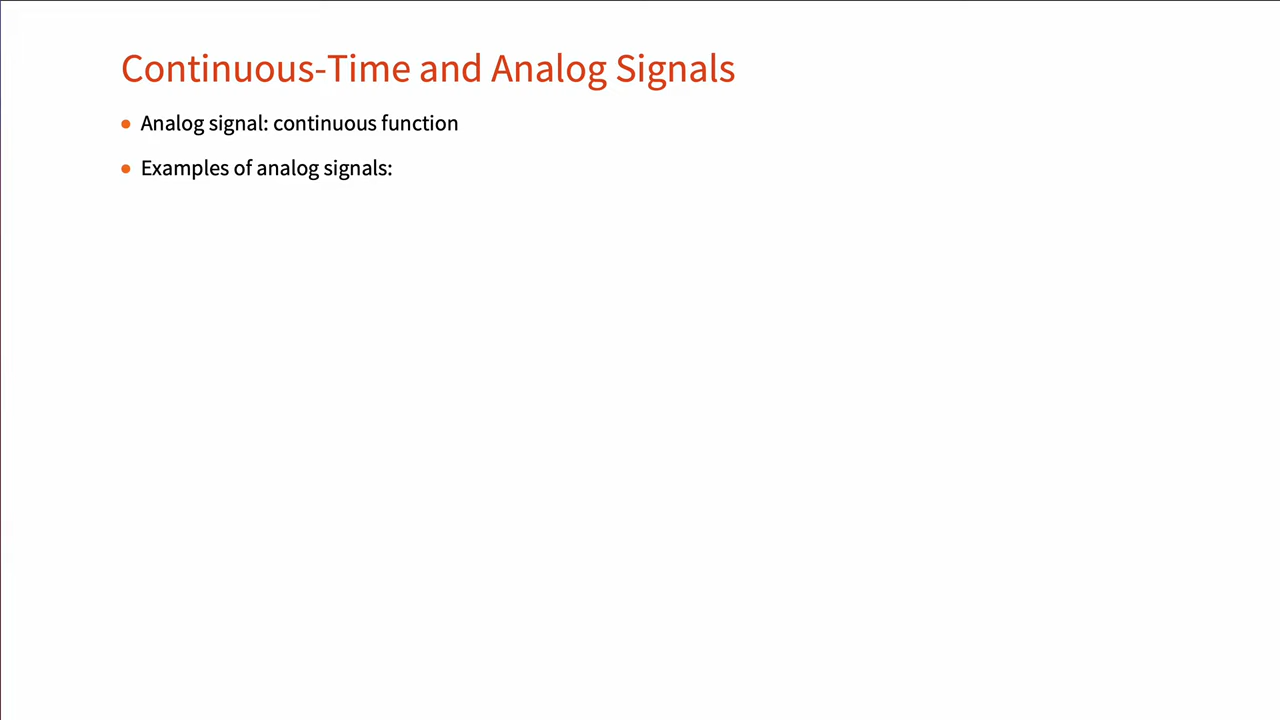 Continuous-Time and Analog Signals
Analog signal: continuous function
Examples of analog signals: